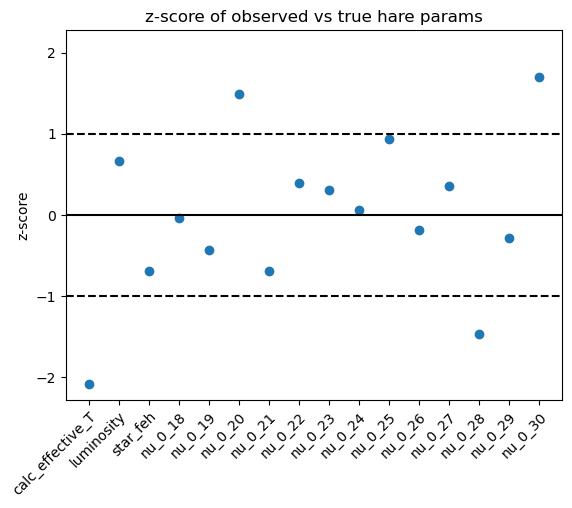 z-score of observed vs true hare params
z-score
2
1
0
−1
−2
calc_effective_T
luminosity
star_feh
nu_0_18
nu_0_19
nu_0_20
nu_0_21
nu_0_22
nu_0_23
nu_0_24
nu_0_25
nu_0_26
nu_0_27
nu_0_28
nu_0_29
nu_0_30